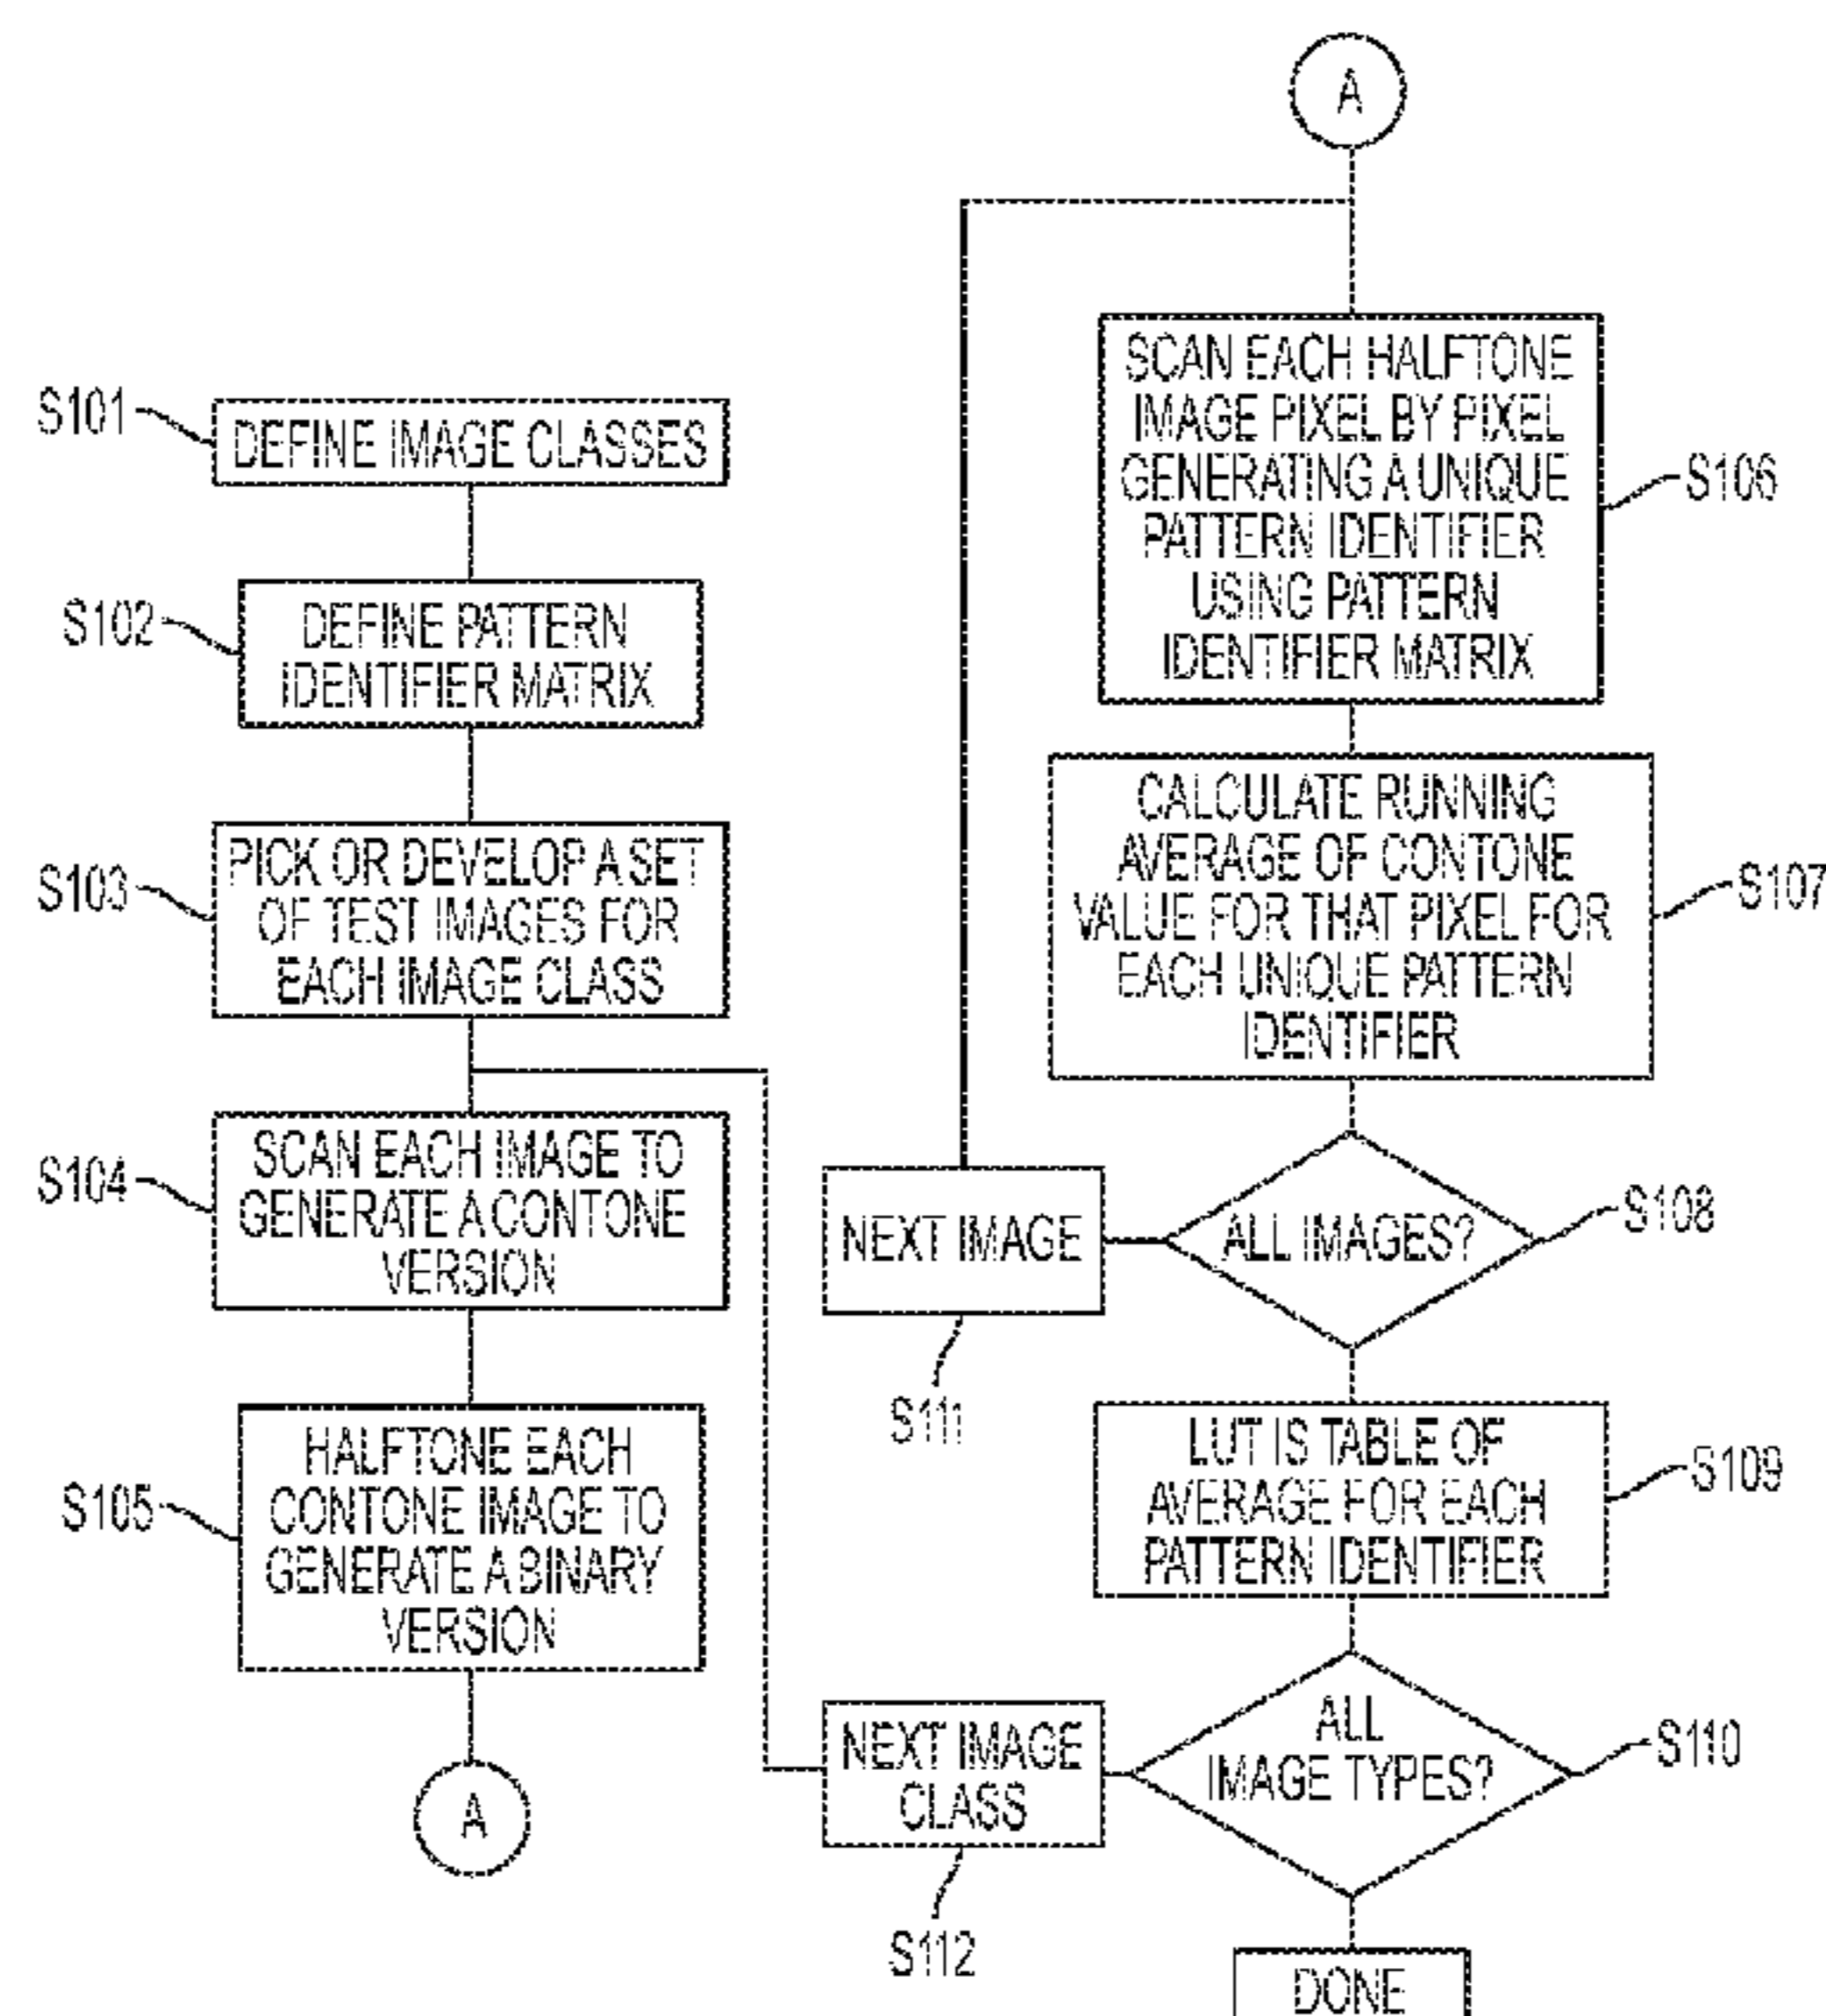 S101
DEFINE IMAGE CLASSES
S102
DEFINE PATTERN
IDENTIFIER MATRIX
S103
PICK OR DEVELOP A SET
OF TEST IMAGES FOR
EACH IMAGE CLASS
S104
SCAN EACH IMAGE TO
GENERATE A CONTONE
VERSION
S105
HALFTONE EACH
CONTONE IMAGE TO
GENERATE A BINARY
VERSION
A
A
SCAN EACH HALFTONE
IMAGE PIXEL BY PIXEL
GENERATING A UNIQUE
PATTERN IDENTIFIER
USING PATTERN
IDENTIFIER MATRIX
S106
CALCULATE RUNNING
AVERAGE OF CONTONE
VALUE FOR THAT PIXEL FOR
EACH UNIQUE PATTERN
IDENTIFIER
S107
ALL IMAGES?
S108
NEXT IMAGE
S111
LUT IS TABLE OF
AVERAGE FOR EACH
PATTERN IDENTIFIER
S109
ALL
IMAGE TYPES?
S110
NEXT IMAGE
CLASS
S112
DONE